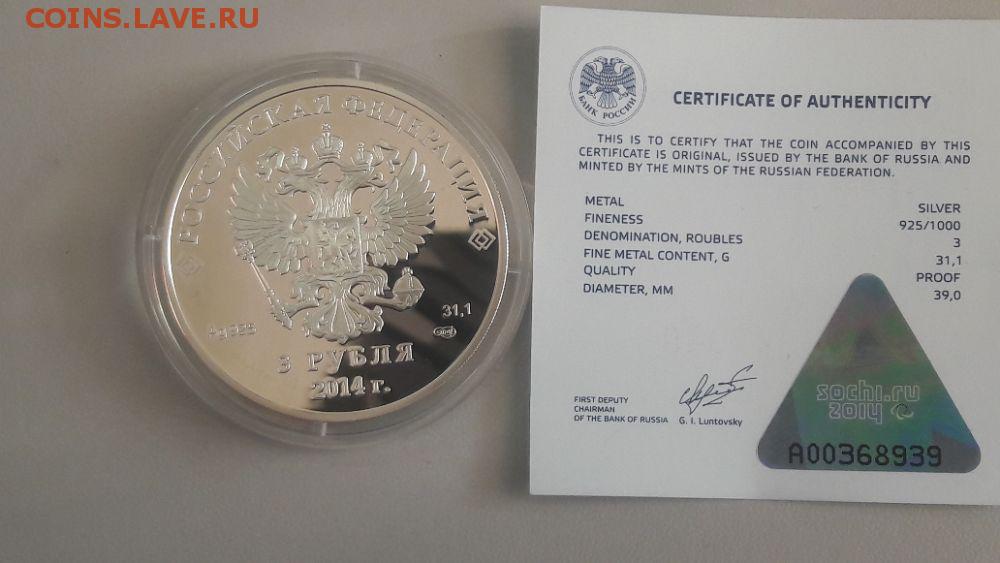 COINS.LAVE.RU
РОССИЙСКАЯ ФЕДЕРАЦИЯ
31,1
3 РУБЛЯ
2014 г.
БАНК РОССИИ
CERTIFICATE OF AUTHENTICITY
THIS IS TO CERTIFY THAT THE COIN ACCOMPANIED BY THIS
CERTIFICATE IS ORIGINAL, ISSUED BY THE BANK OF RUSSIA AND
MINTED BY THE MINTS OF THE RUSSIAN FEDERATION.
METAL SILVER
FINENESS 925/1000
DENOMINATION, ROUBLES 3
FINE METAL CONTENT, G 31,1
QUALITY PROOF
DIAMETER, MM 39,0
FIRST DEPUTY
CHAIRMAN
OF THE BANK OF RUSSIA G. I. Luntovsky
sochi.ru
2014
A00368939